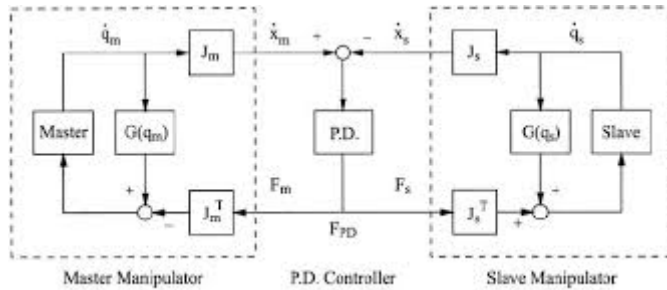 q̇m
Jm
ẋm
+
−
ẋs
Js
q̇s
Master
G(qm)
P.D.
G(qs)
Slave
+
Fm
Fs
+
JmT
−
FPD
JsT
+
Master Manipulator
P.D. Controller
Slave Manipulator